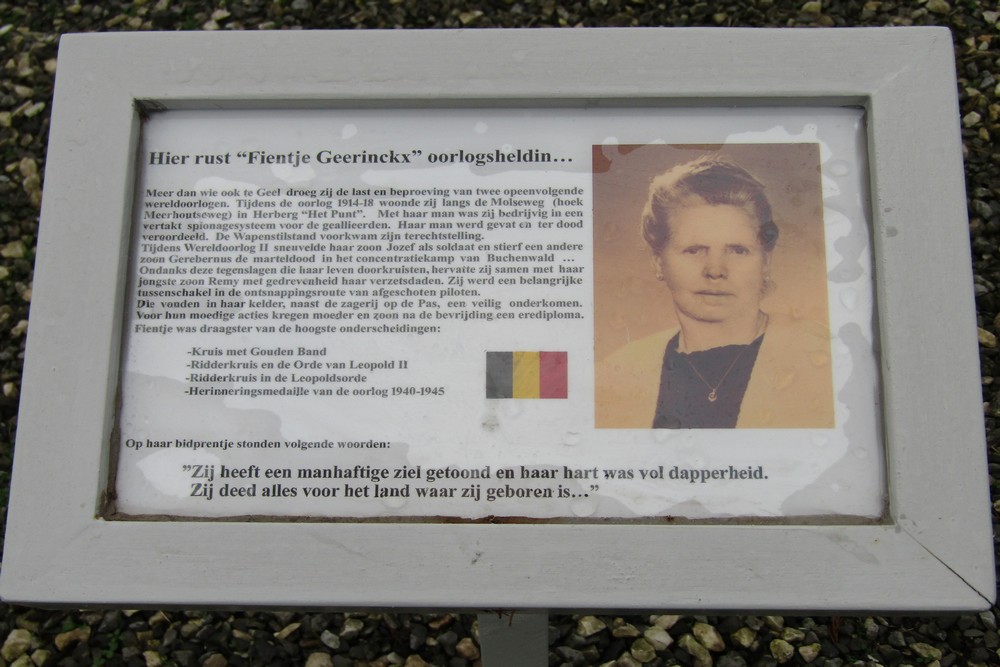 Hier rust “Fientje Geerinckx” oorlogsheldin…
Meer dan wie ook te Geel droeg zij de last en beproeving van twee opeenvolgende
wereldoorlogen. Tijdens de oorlog 1914-18 woonde zij langs de Molseweg (hoek
Meerhoutseweg) in Herberg “Het Punt”. Met haar man was zij bedrijvig in een
vertakt spionagesysteem voor de geallieerden. Haar man werd gevat en ter dood
veroordeeld. De Wapenstilstand voorkwam zijn terechtstelling.
Tijdens Wereldoorlog II sneuvelde haar zoon Jozef als soldaat en stierf een andere
zoon Gerebernus de marteldood in het concentratiekamp van Buchenwald …
Ondanks deze tegenslagen die haar leven doorkruisten, hervatte zij samen met haar
jongste zoon Remy met gedrevenheid haar verzetsdaden. Zij werd een belangrijke
tussenschakel in de ontsnappingsroute van afgeschoten piloten.
Die vonden in haar kelder, naast de zagerij op de Pas, een veilig onderkomen.
Voor hun moedige acties kregen moeder en zoon na de bevrijding een erediploma.
Fientje was draagster van de hoogste onderscheidingen:
-Kruis met Gouden Band
-Ridderkruis en de Orde van Leopold II
-Ridderkruis in de Leopoldsorde
-Herinneringsmedaille van de oorlog 1940-1945
Op haar bidprentje stonden volgende woorden:
”Zij heeft een manhaftige ziel getoond en haar hart was vol dapperheid.
Zij deed alles voor het land waar zij geboren is…”